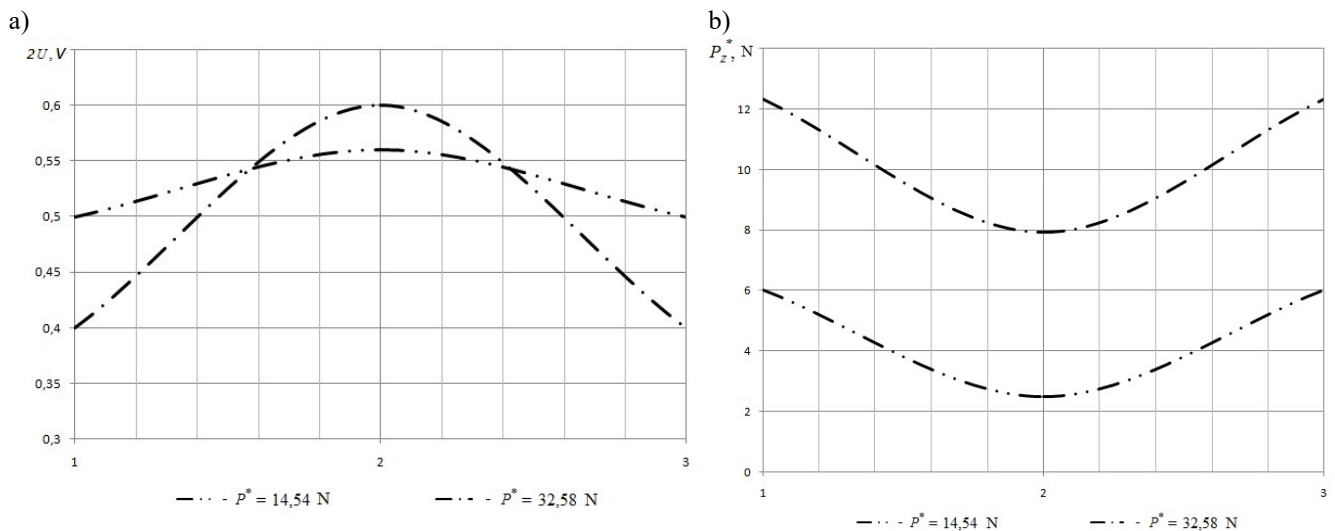 a)
2U, V
0,6
0,55
0,5
0,45
0,4
0,35
0,3
1 2 3
- P* = 14,54 N - P* = 32,58 N
b)
P_z*, N
12
10
8
6
4
2
0
1 2 3
- P* = 14,54 N - P* = 32,58 N